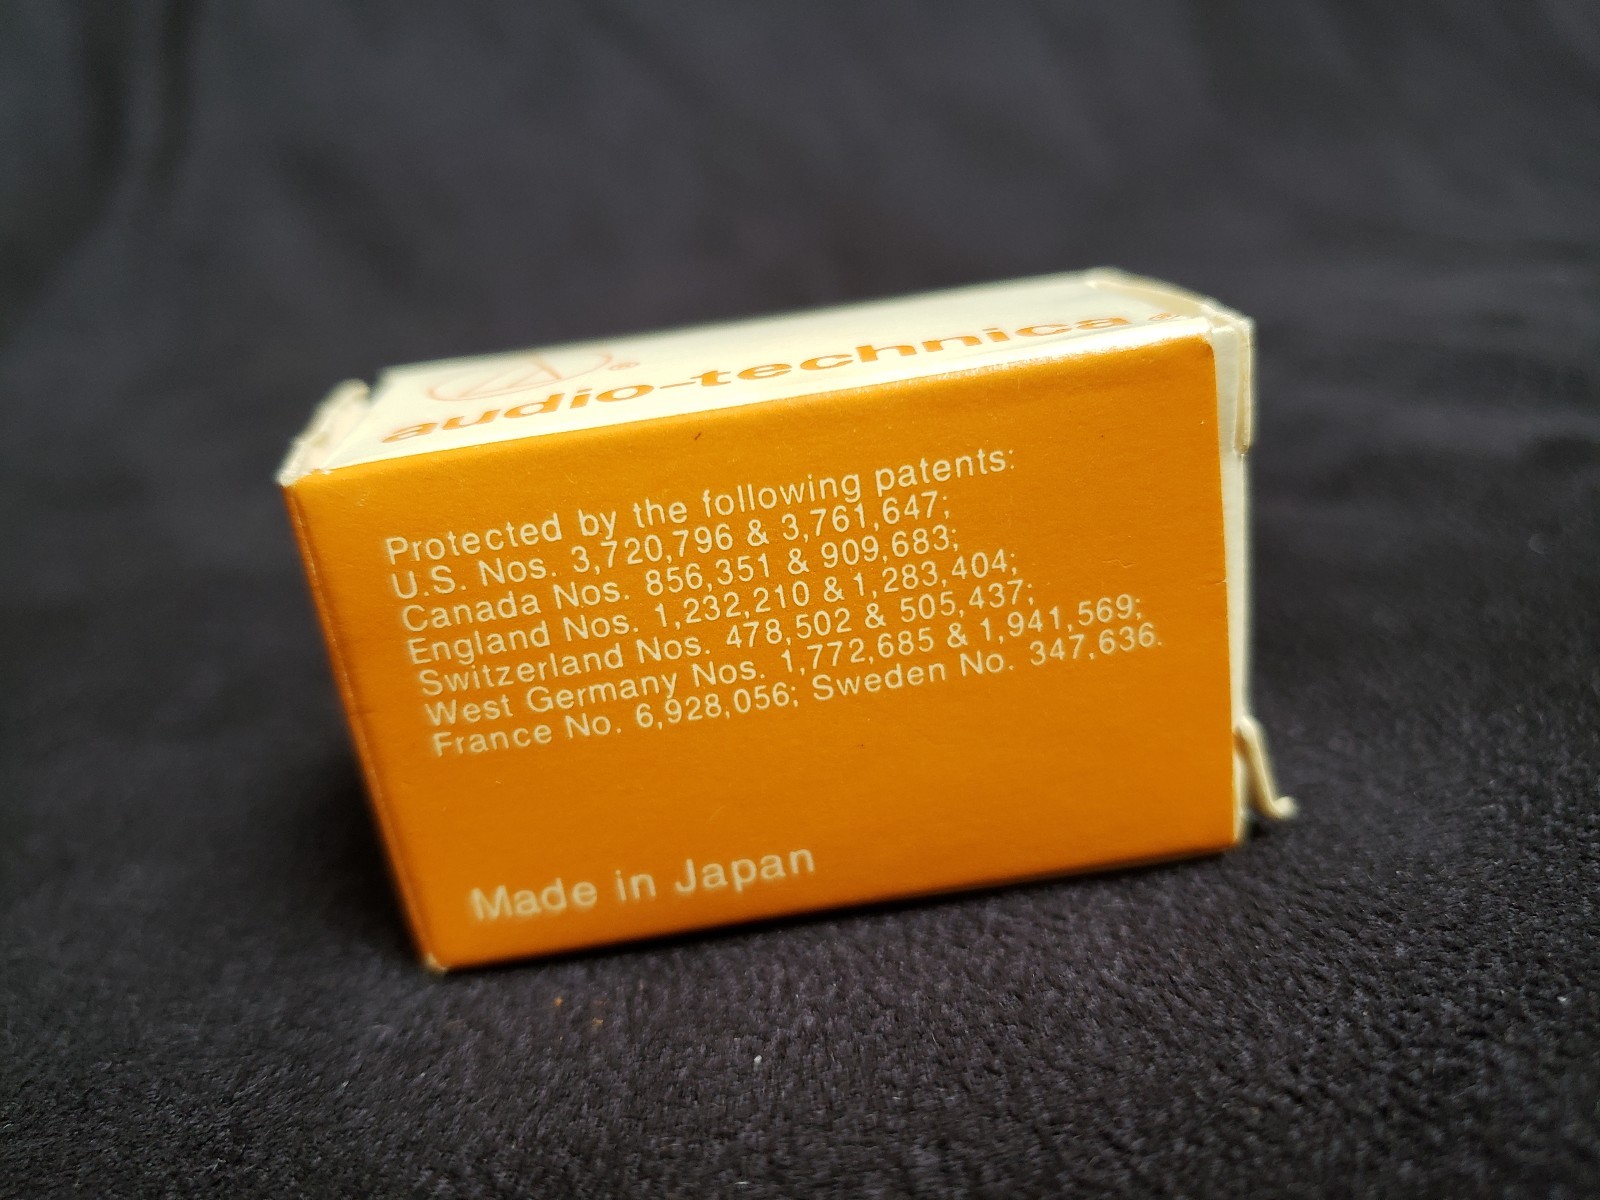 audio-technica®
Protected by the following patents:
U.S. Nos. 3,720,796 & 3,761,647;
Canada Nos. 856,351 & 909,683;
England Nos. 1,232,210 & 1,283,404;
Switzerland Nos. 478,502 & 505,437;
West Germany Nos. 1,772,685 & 1,941,569;
France No. 6,928,056; Sweden No. 347,636.
Made in Japan